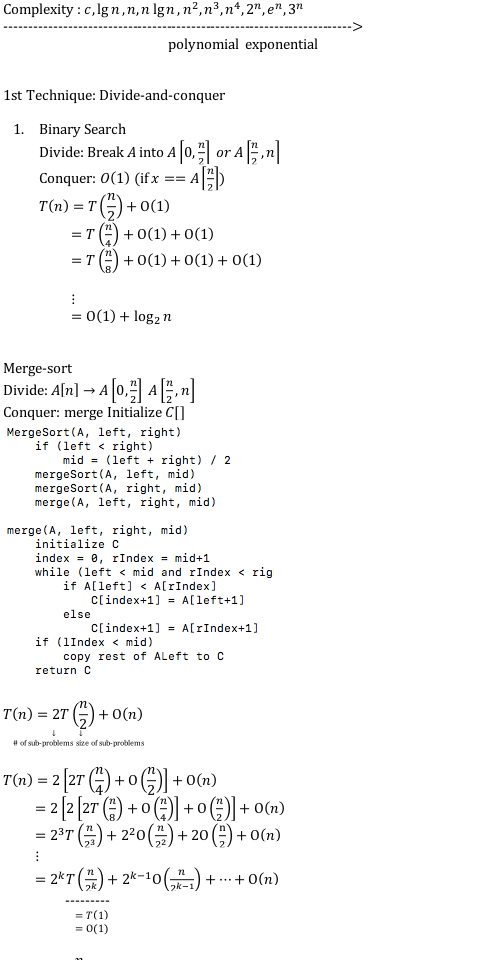 Complexity : c, lg n, n, n lg n, n², n³, n⁴, 2ⁿ, eⁿ, 3ⁿ
------------------------------------------------------------------------>
polynomial exponential
1st Technique: Divide-and-conquer
1. Binary Search
Divide: Break A into A [0, n/2] or A [n/2, n]
Conquer: O(1) (if x == A [n/2])
T(n) = T (n/2) + O(1)
= T (n/4) + O(1) + O(1)
= T (n/8) + O(1) + O(1) + O(1)
⋮
= O(1) + log₂ n
Merge-sort
Divide: A[n] → A [0, n/2] A [n/2, n]
Conquer: merge Initialize C[]
MergeSort(A, left, right)
    if (left < right)
        mid = (left + right) / 2
    mergeSort(A, left, mid)
    mergeSort(A, right, mid)
    merge(A, left, right, mid)
merge(A, left, right, mid)
    initialize C
    index = 0, rIndex = mid+1
    while (left < mid and rIndex < rig
        if A[left] < A[rIndex]
            C[index+1] = A[left+1]
        else
            C[index+1] = A[rIndex+1]
    if (lIndex < mid)
        copy rest of ALeft to C
    return C
T(n) = 2T (n/2) + O(n)
↓ ↓
# of sub-problems size of sub-problems
T(n) = 2 [2T (n/4) + O (n/2)] + O(n)
= 2 [2 [2T (n/8) + O (n/4)] + O (n/2)] + O(n)
= 2³T (n/2³) + 2²O (n/2²) + 2O (n/2) + O(n)
⋮
= 2ᵏT (n/2ᵏ) + 2ᵏ⁻¹O (n/2ᵏ⁻¹) + ⋯ + O(n)
---------
= T(1)
= O(1)